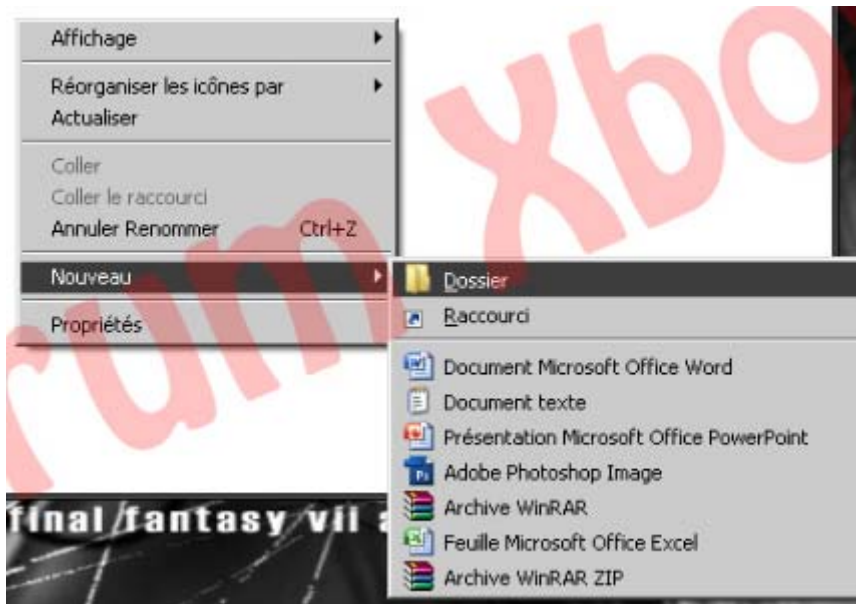 Affichage
Réorganiser les icônes par
Actualiser
Coller
Coller le raccourci
Annuler Renommer Ctrl+Z
Nouveau
Propriétés
Dossier
Raccourci
Document Microsoft Office Word
Document texte
Présentation Microsoft Office PowerPoint
Adobe Photoshop Image
Archive WinRAR
Feuille Microsoft Office Excel
Archive WinRAR ZIP
final fantasy vii